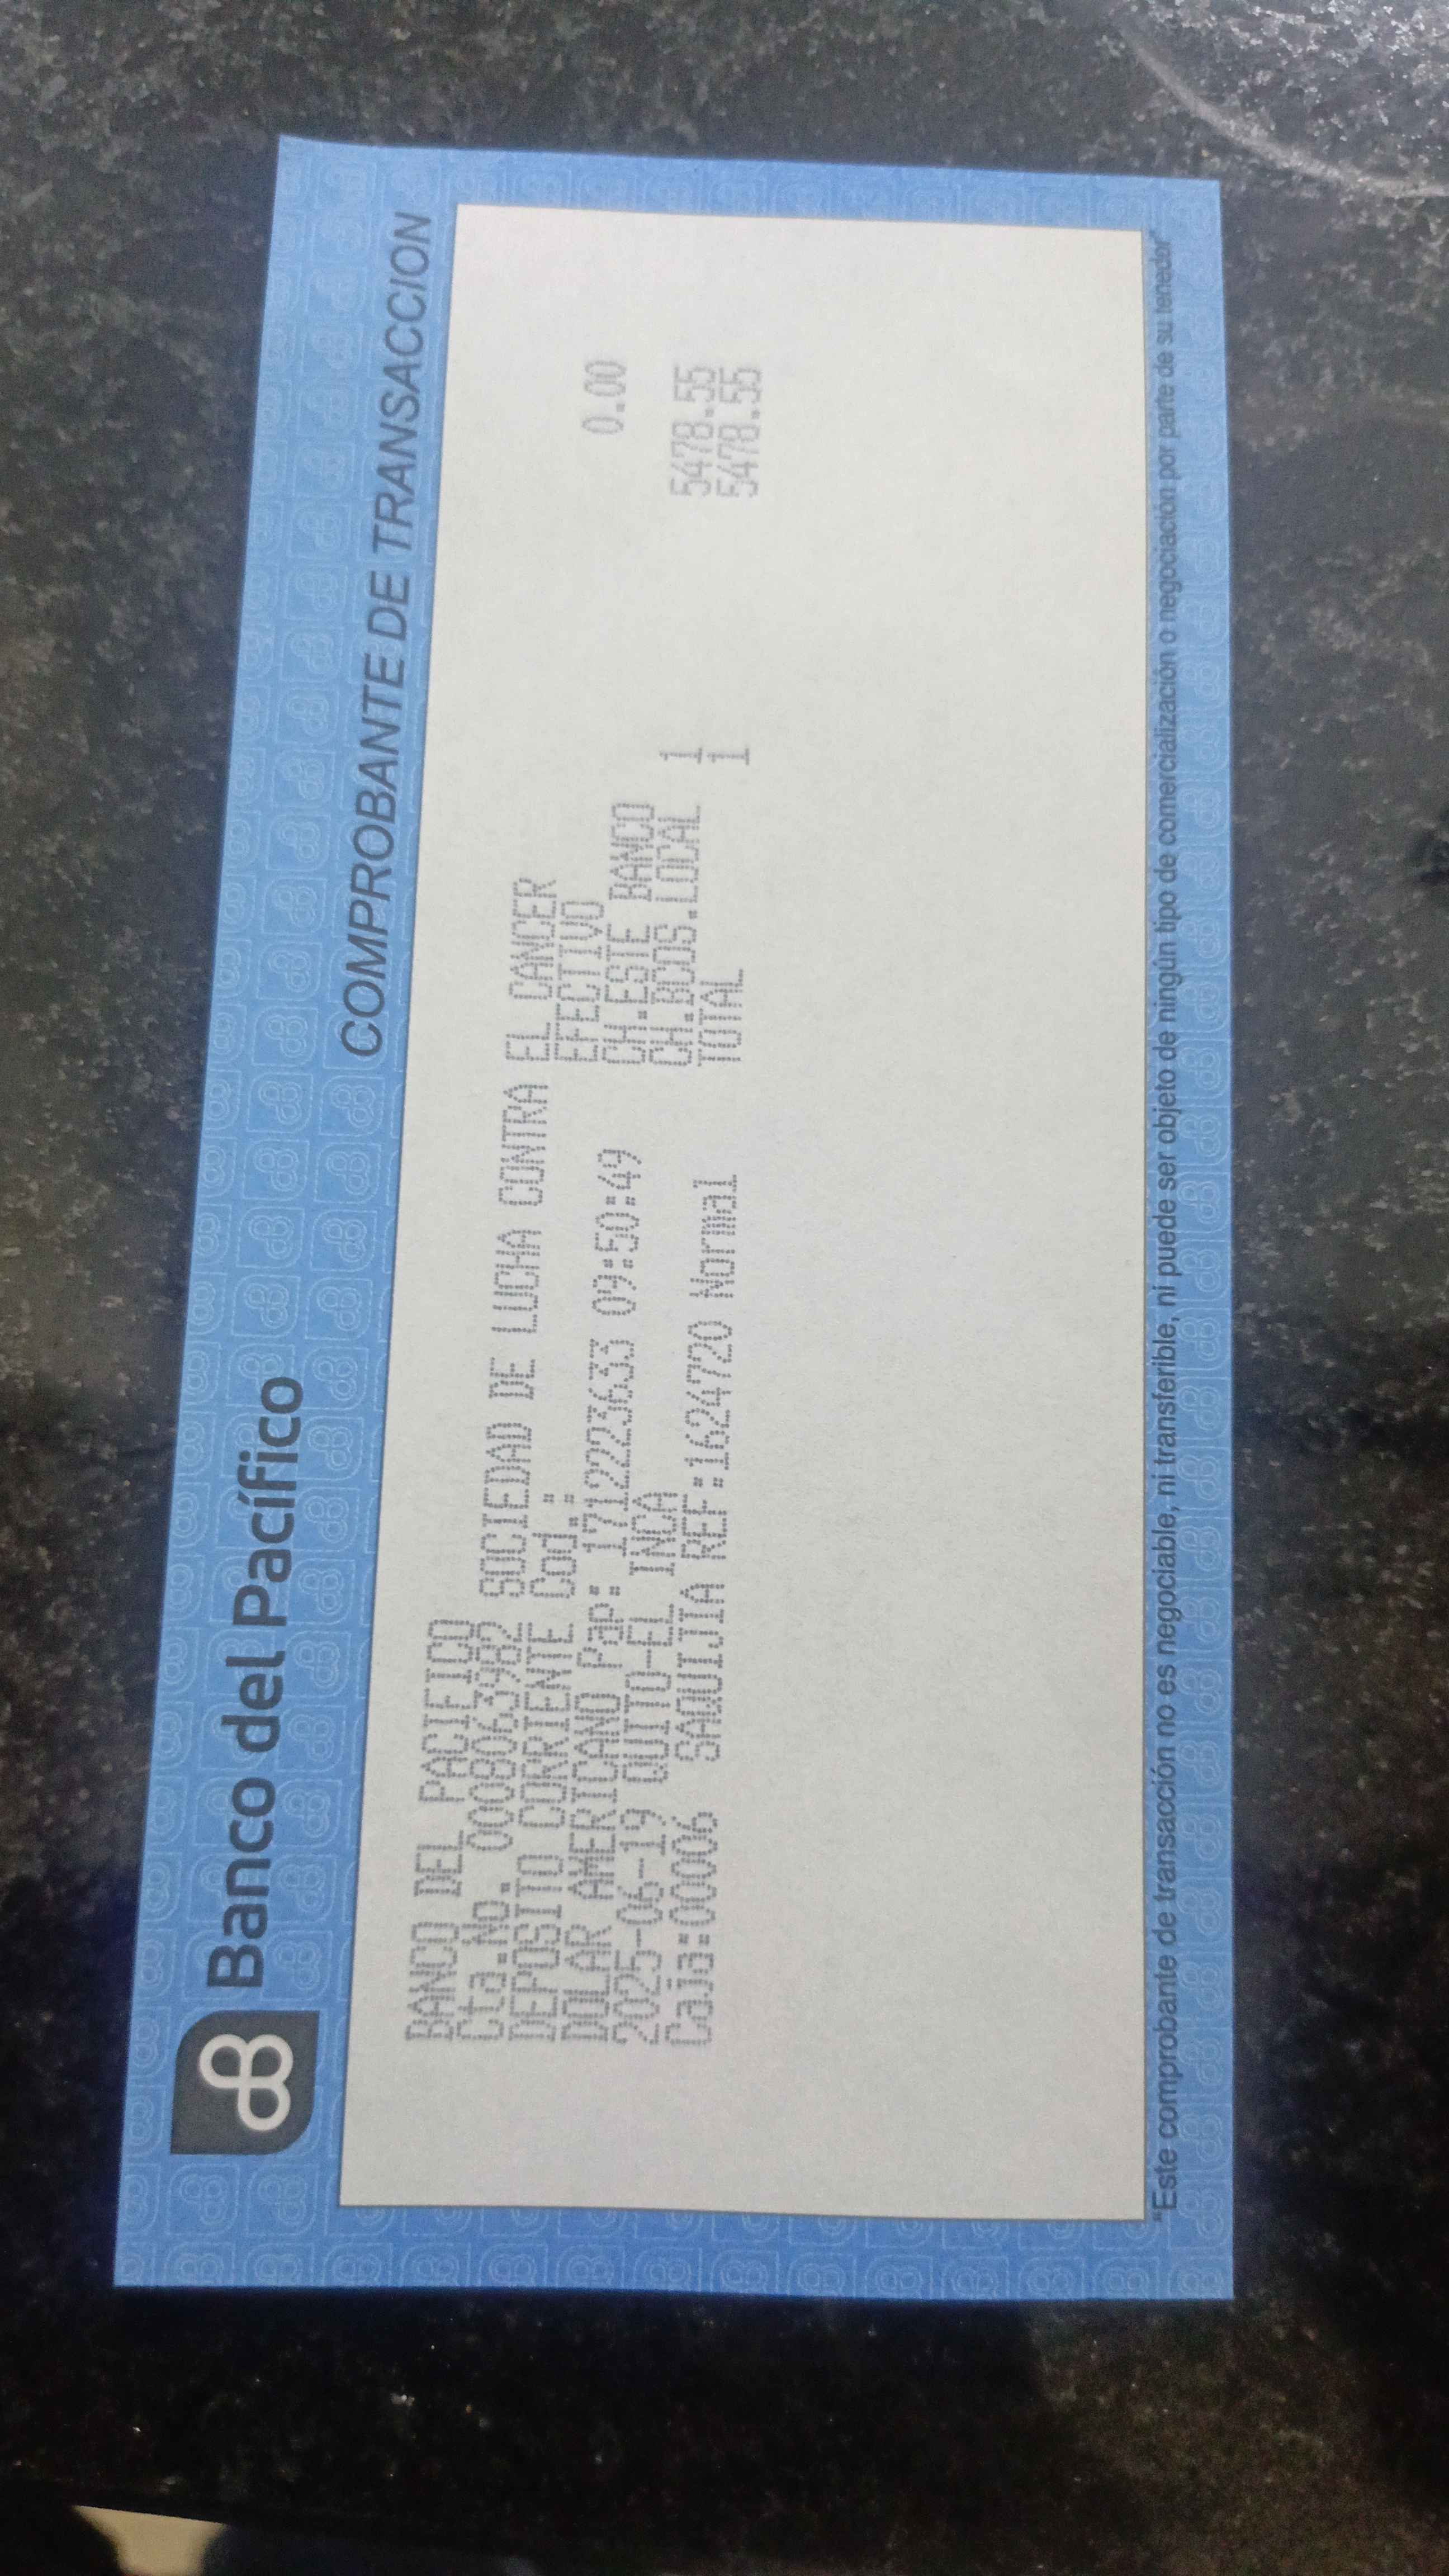 Banco del Pacífico
COMPROBANTE DE TRANSACCION
BANCO DEL PACIFICO
Cta.No. 0008063982 SOCIEDAD DE LUCHA CONTRA EL CANCER
DEPOSITO CORRIENTE Cod.: EFECTIVO 0.00
DOLAR AMERICANO Pap: 1712223633 09:50:49 CH.ESTE BANCO
2025-06-19 QUITO-EL INCA CH.BCOS.LOCAL 1 5478.55
Caja:00006 SAQUITIA REF:1624720 Normal TOTAL 1 5478.55
"Este comprobante de transacción no es negociable, ni transferible, ni puede ser objeto de ningún tipo de comercialización o negociación por parte de su tenedor"